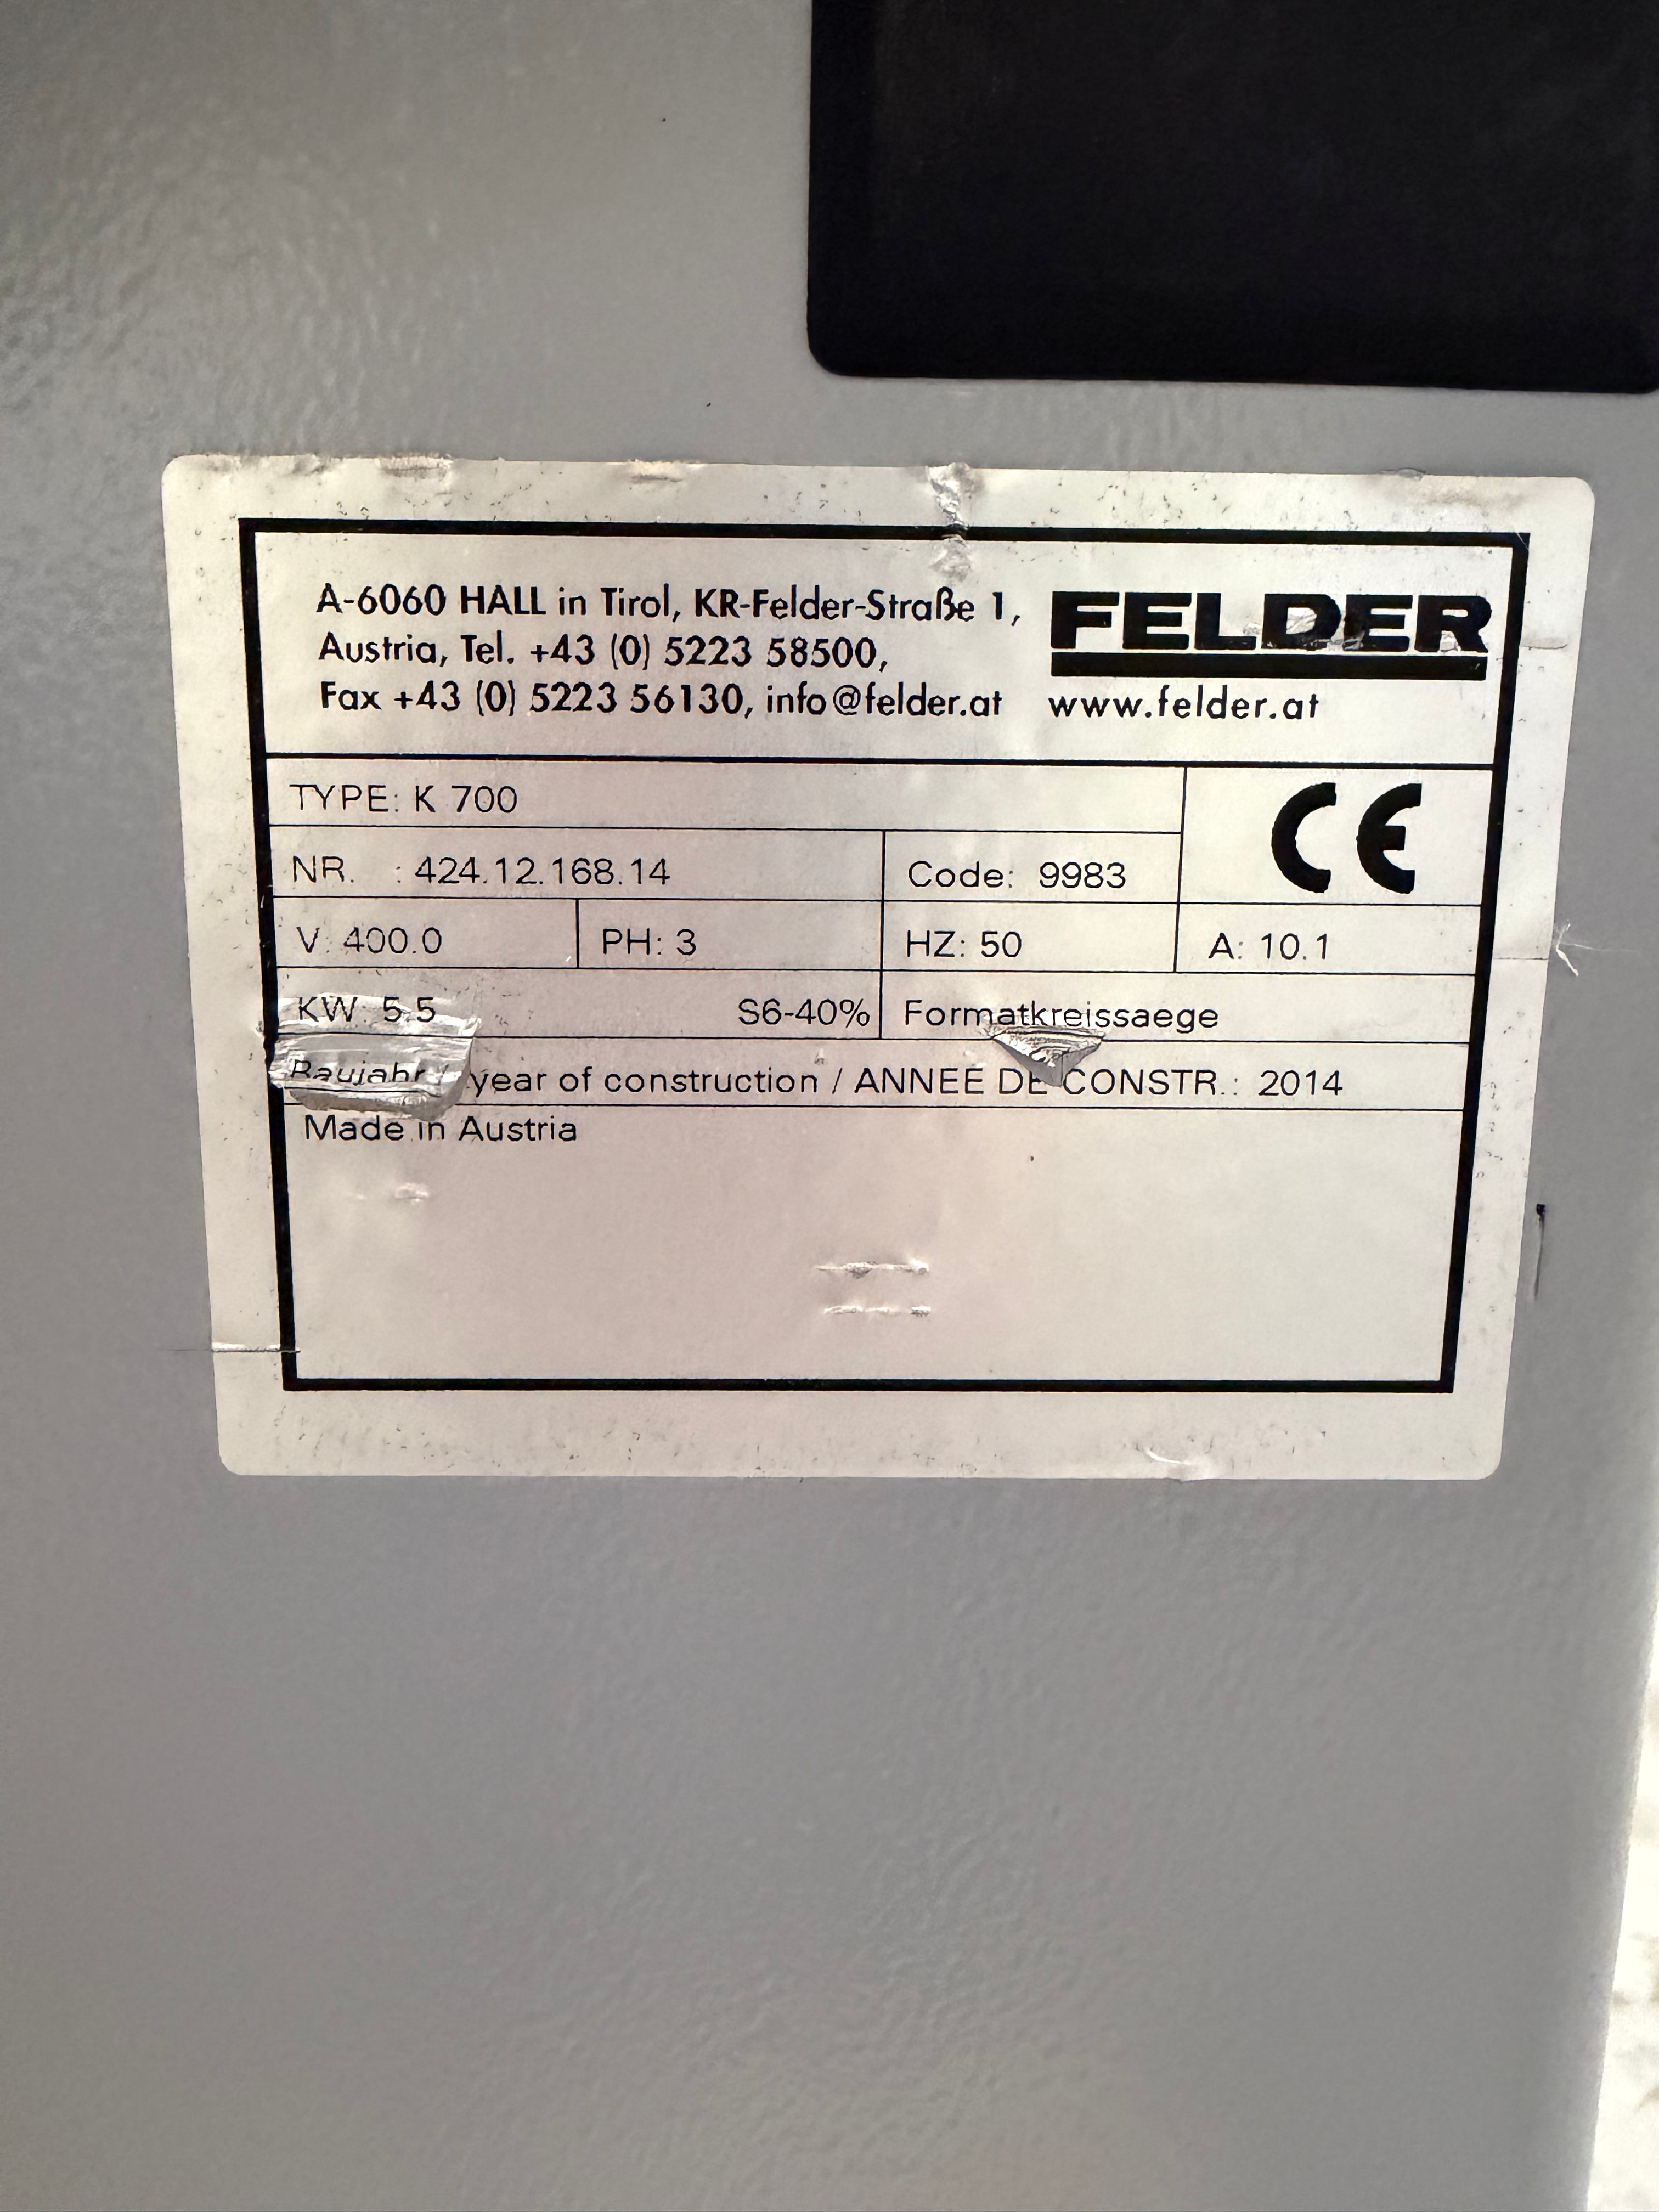 A-6060 HALL in Tirol, KR-Felder-Straße 1,
Austria, Tel. +43 (0) 5223 58500,
Fax +43 (0) 5223 56130, info@felder.at
FELDER
www.felder.at
TYPE: K 700
CE
NR. : 424.12.168.14 Code: 9983
V: 400.0 PH: 3 HZ: 50 A: 10.1
KW: 5.5 S6-40% Formatkreissaege
Baujahr / year of construction / ANNEE DE CONSTR.: 2014
Made in Austria